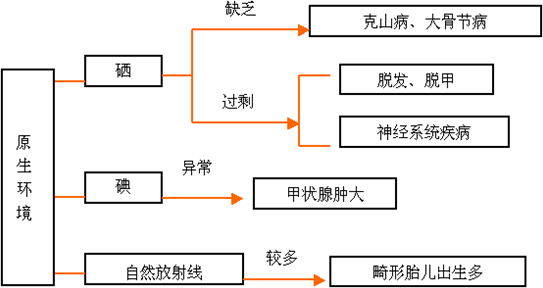 缺乏
克山病、大骨节病
硒
脱发、脱甲
过剩
神经系统疾病
原生环境
异常
碘
甲状腺肿大
较多
自然放射线
畸形胎儿出生多